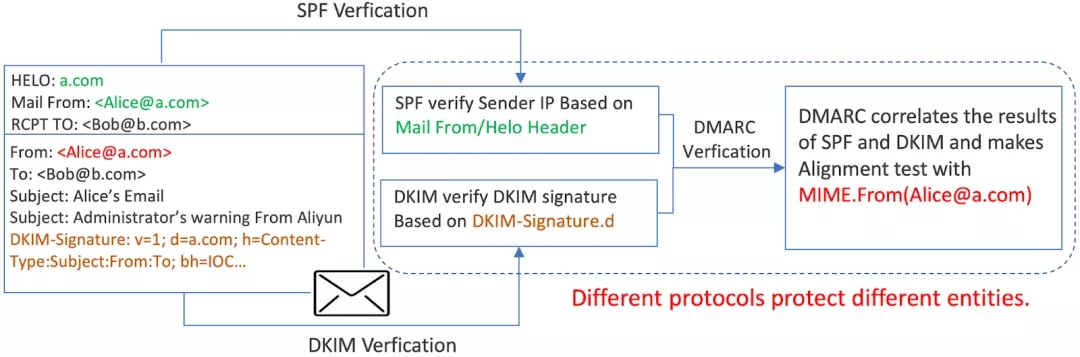 SPF Verfication
HELO: a.com
Mail From: <Alice@a.com>
RCPT TO: <Bob@b.com>
From: <Alice@a.com>
To: <Bob@b.com>
Subject: Alice's Email
Subject: Administrator's warning From Aliyun
DKIM-Signature: v=1; d=a.com; h=Content-
Type:Subject:From:To; bh=IOC...
SPF verify Sender IP Based on
Mail From/Helo Header
DKIM verify DKIM signature
Based on DKIM-Signature.d
DMARC
Verfication
DMARC correlates the results
of SPF and DKIM and makes
Alignment test with
MIME.From(Alice@a.com)
Different protocols protect different entities.
DKIM Verfication